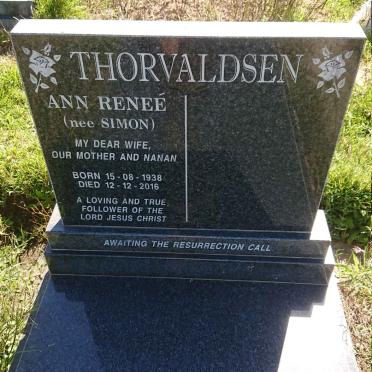 THORVALDSEN
ANN RENEÉ
(nee SIMON)
MY DEAR WIFE,
OUR MOTHER AND NANAN
BORN 15-08-1938
DIED 12-12-2016
A LOVING AND TRUE
FOLLOWER OF THE
LORD JESUS CHRIST
AWAITING THE RESURRECTION CALL